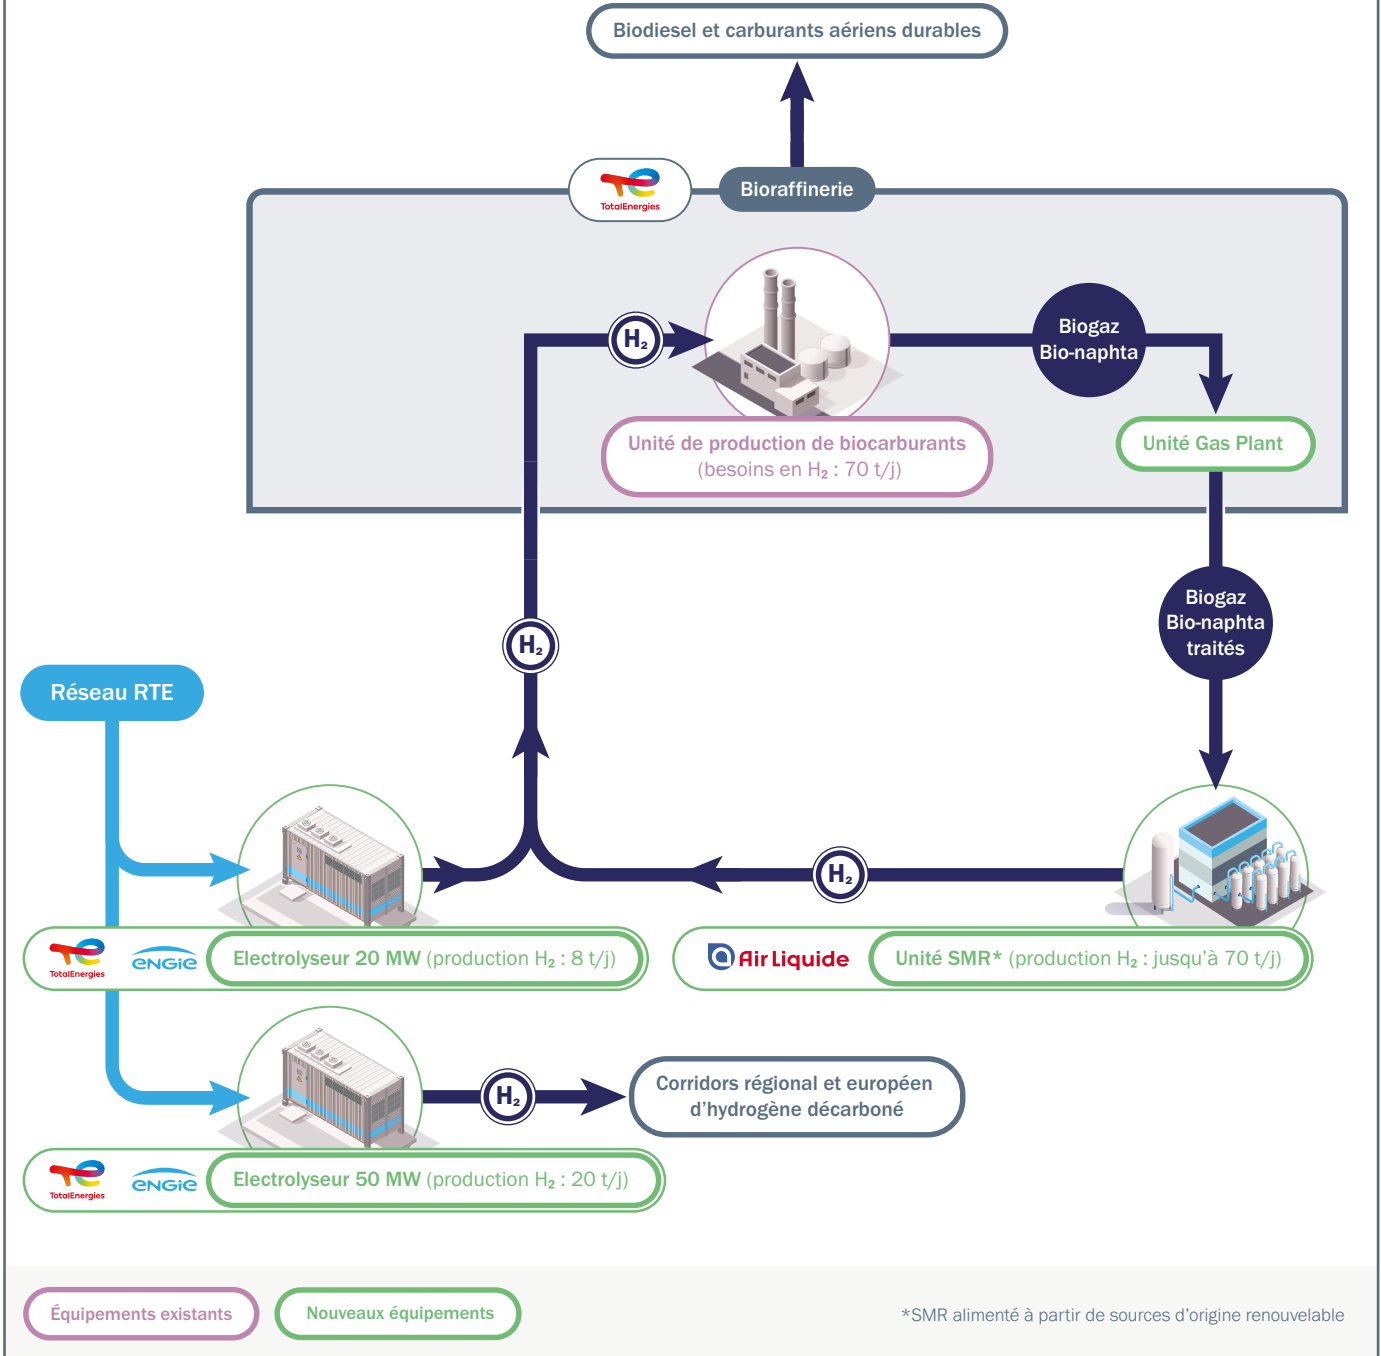 Biodiesel et carburants aériens durables
TotalEnergies
Bioraffinerie
H₂
Biogaz
Bio-naphta
Unité de production de biocarburants
(besoins en H₂ : 70 t/j)
Unité Gas Plant
Biogaz
Bio-naphta
traités
H₂
Réseau RTE
H₂
TotalEnergies
ENGIE
Electrolyseur 20 MW (production H₂ : 8 t/j)
Air Liquide
Unité SMR* (production H₂ : jusqu'à 70 t/j)
H₂
Corridors régional et européen
d'hydrogène décarboné
TotalEnergies
ENGIE
Electrolyseur 50 MW (production H₂ : 20 t/j)
Équipements existants
Nouveaux équipements
*SMR alimenté à partir de sources d'origine renouvelable